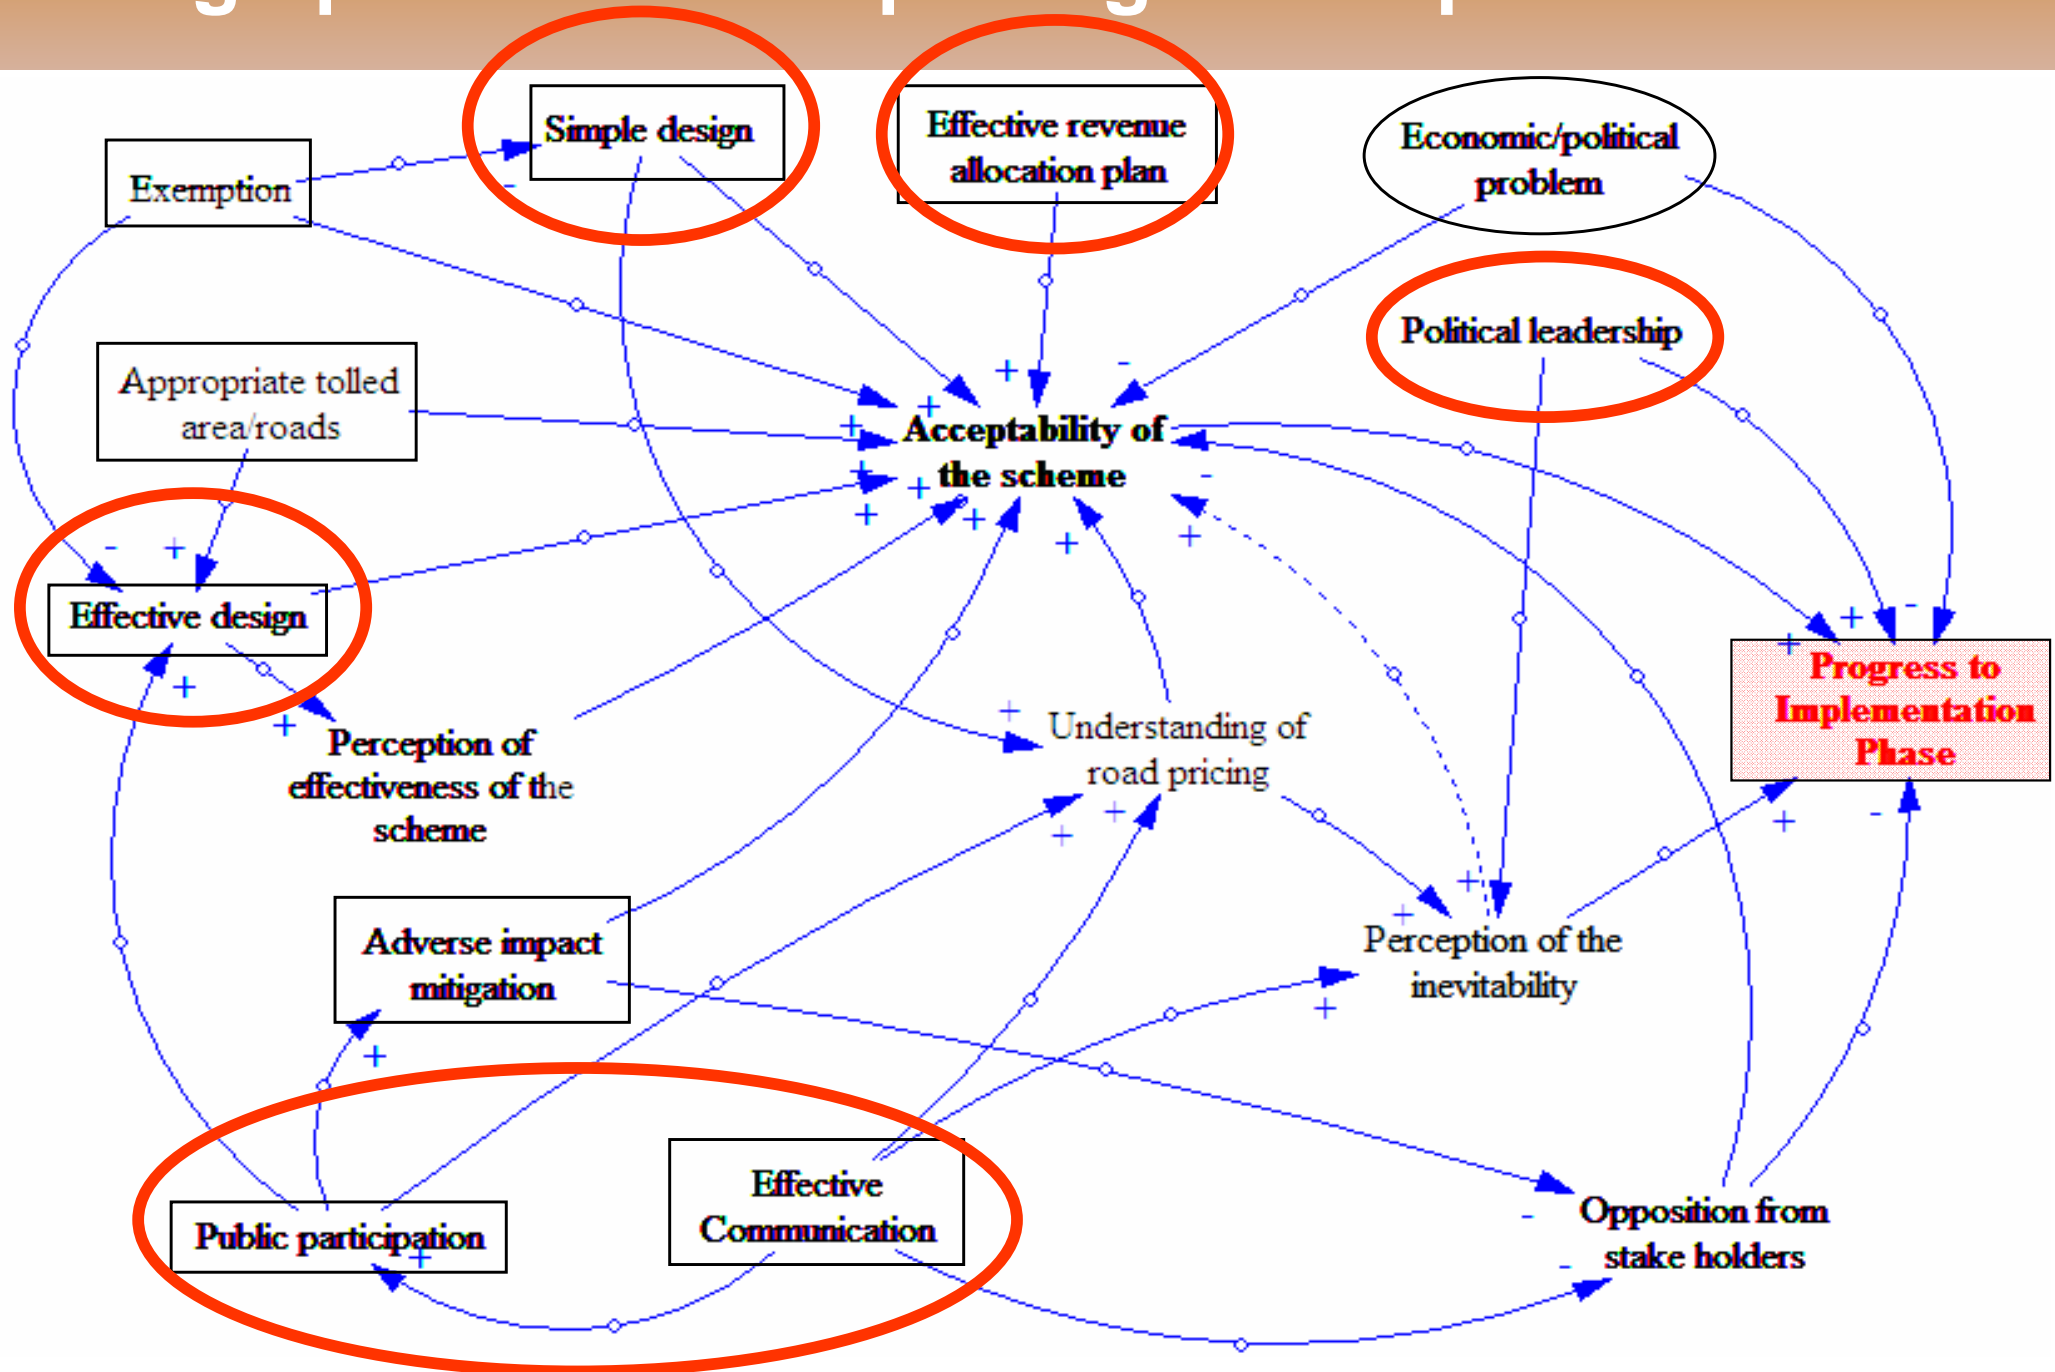 Simple design
Effective revenue
allocation plan
Economic/political
problem
Exemption
-
Political leadership
Appropriate tolled
area/roads
+
-
+
+
Acceptability of
the scheme
+
+
-
+
+
+
+
-
+
Effective design
+
-
+
Progress to
Implementation
Phase
+
+
Perception of
effectiveness of the
scheme
+
Understanding of
road pricing
+
+
+
-
+
+
Perception of the
inevitability
+
Adverse impact
mitigation
+
Effective
Communication
Public participation
+
-
Opposition from
stake holders
-